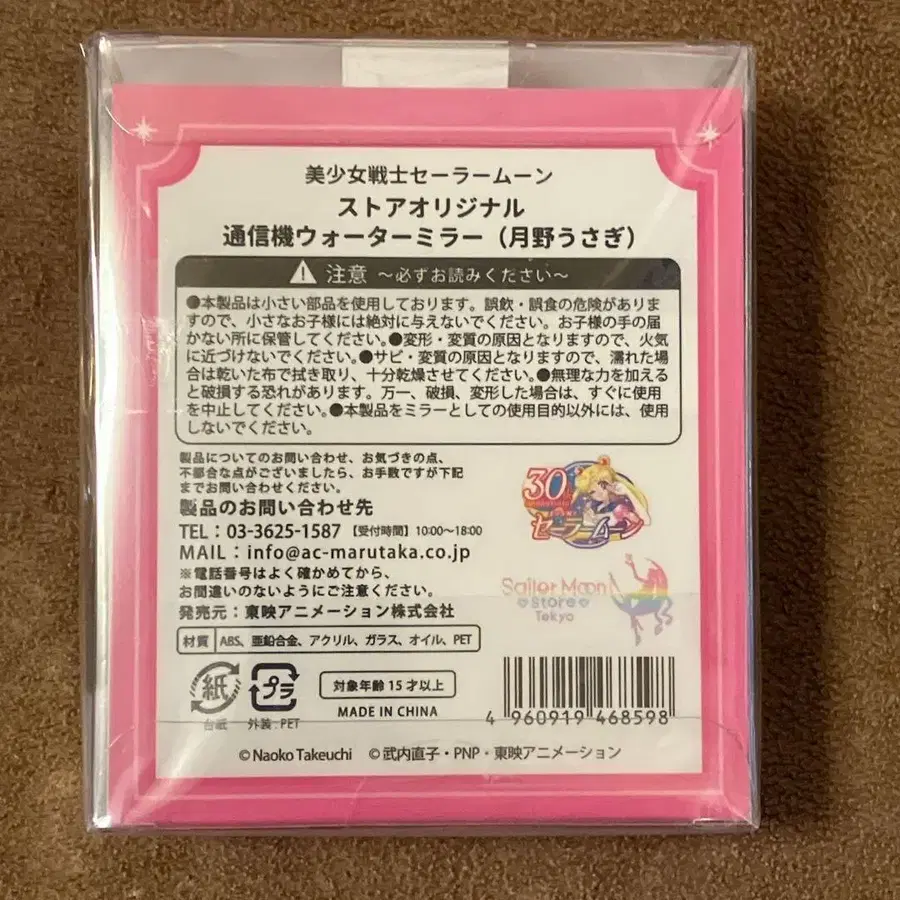 美少女戦士セーラームーン
ストアオリジナル
通信機ウォーターミラー（月野うさぎ）
注意 ～必ずお読みください～
●本製品は小さい部品を使用しております。誤飲・誤食の危険がありま
すので、小さなお子様には絶対に与えないでください。お子様の手の届
かない所に保管してください。●変形・変質の原因となりますので、火気
に近づけないでください。●サビ・変質の原因となりますので、濡れた場
合は乾いた布で拭き取り、十分乾燥させてください。●無理な力を加える
と破損する恐れがあります。万一、破損、変形した場合は、すぐに使用
を中止してください。●本製品をミラーとしての使用目的以外には、使用
しないでください。
製品についてのお問い合わせ、お気づきの点、
不都合な点がございましたら、お手数ですが下記
までお問い合わせください。
製品のお問い合わせ先
TEL：03-3625-1587 【受付時間】10:00～18:00
MAIL：info@ac-marutaka.co.jp
※電話番号はよく確かめてから、
お間違いのないようにご注意ください。
発売元：東映アニメーション株式会社
30
セーラームーン
Sailor Moon
Store
Tokyo
材質 ABS、亜鉛合金、アクリル、ガラス、オイル、PET
紙
台紙
プラ
外装：PET
対象年齢15才以上
MADE IN CHINA
4 960919 468598
© Naoko Takeuchi © 武内直子・PNP・東映アニメーション